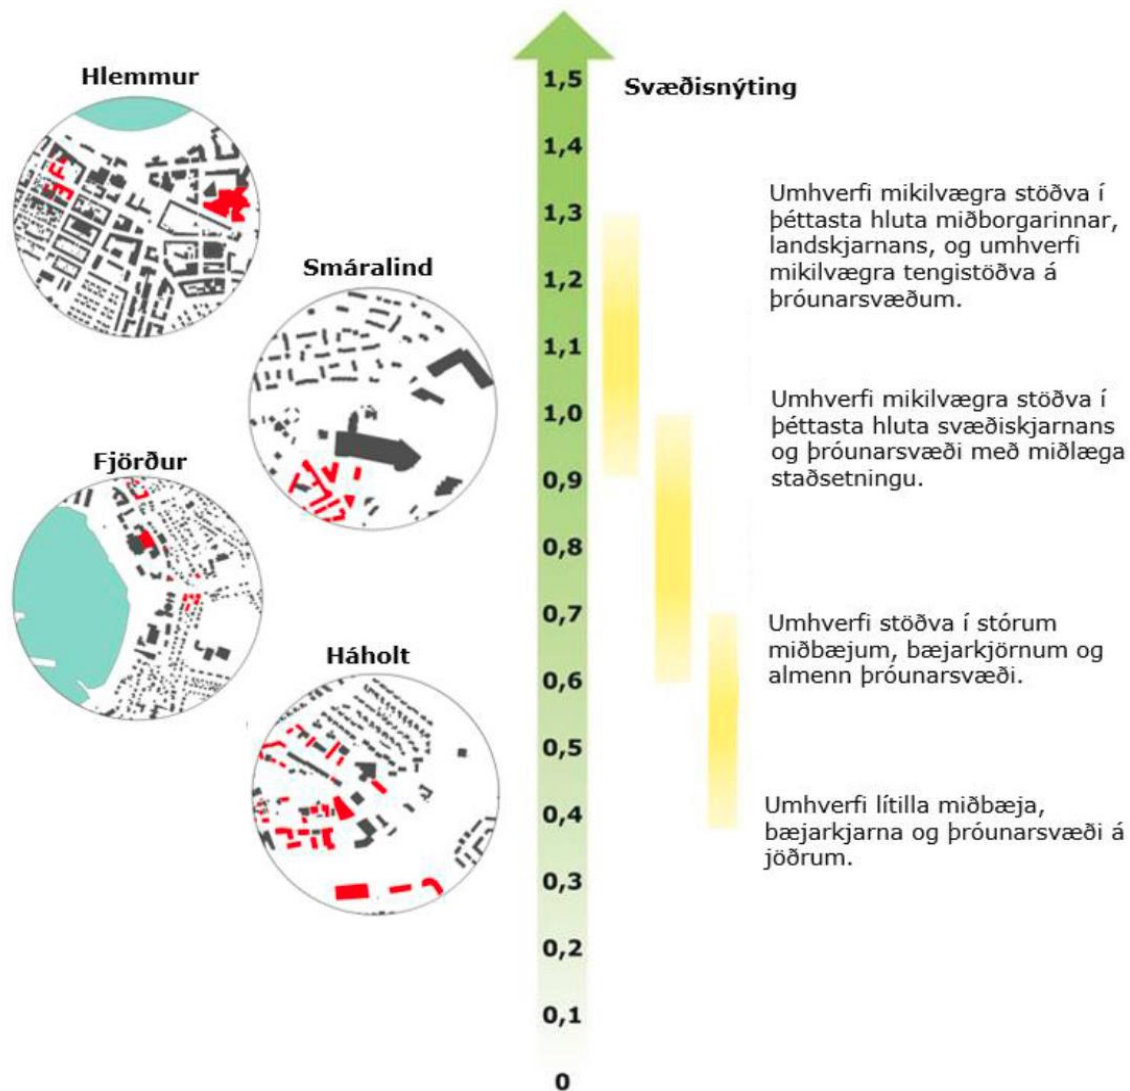 Hlemmur
Smáralind
Fjörður
Háholt
1,5
1,4
1,3
1,2
1,1
1,0
0,9
0,8
0,7
0,6
0,5
0,4
0,3
0,2
0,1
0
Svæðisnýting
Umhverfi mikilvægra stöðva í
þéttasta hluta miðborgarinnar,
landskjarnans, og umhverfi
mikilvægra tengistöðva á
þróunarsvæðum.
Umhverfi mikilvægra stöðva í
þéttasta hluta svæðiskjarnans
og þróunarsvæði með miðlæga
staðsetningu.
Umhverfi stöðva í stórum
miðbæjum, bæjarkjörnum og
almenn þróunarsvæði.
Umhverfi lítilla miðbæja,
bæjarkjarna og þróunarsvæði á
jöðrum.